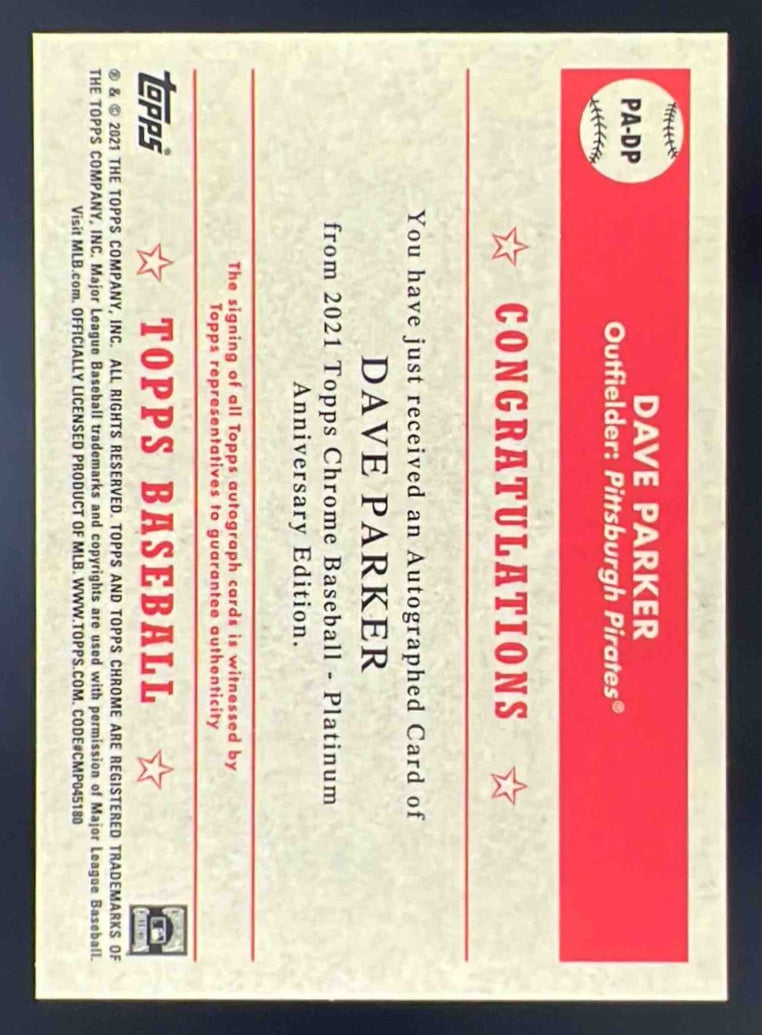 PA-DP
DAVE PARKER
Outfielder: Pittsburgh Pirates®
CONGRATULATIONS
You have just received an Autographed Card of
DAVE PARKER
from 2021 Topps Chrome Baseball - Platinum
Anniversary Edition.
The signing of all Topps autograph cards is witnessed by
Topps representatives to guarantee authenticity
topps®
TOPPS BASEBALL
® & © 2021 THE TOPPS COMPANY, INC. ALL RIGHTS RESERVED. TOPPS AND TOPPS CHROME ARE REGISTERED TRADEMARKS OF
THE TOPPS COMPANY, INC. Major League Baseball trademarks and copyrights are used with permission of Major League Baseball.
Visit MLB.com. OFFICIALLY LICENSED PRODUCT OF MLB. WWW.TOPPS.COM. CODE#CMP045180